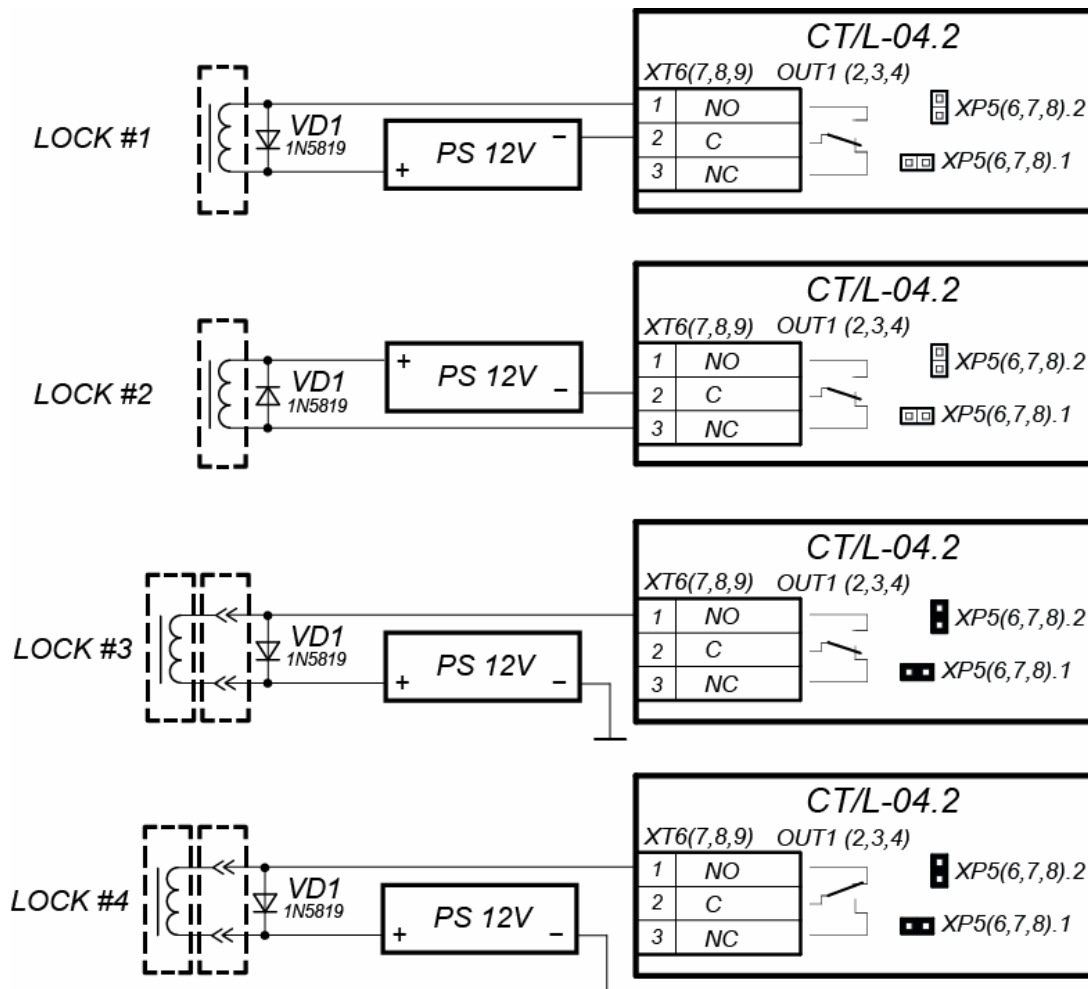 CT/L-04.2
XT6(7,8,9) OUT1 (2,3,4)
LOCK #1
VD1
1N5819
PS 12V
+ −
1 NO
2 C
3 NC
XP5(6,7,8).2
XP5(6,7,8).1
CT/L-04.2
XT6(7,8,9) OUT1 (2,3,4)
LOCK #2
VD1
1N5819
+ −
PS 12V
1 NO
2 C
3 NC
XP5(6,7,8).2
XP5(6,7,8).1
CT/L-04.2
XT6(7,8,9) OUT1 (2,3,4)
LOCK #3
VD1
1N5819
PS 12V
+ −
1 NO
2 C
3 NC
XP5(6,7,8).2
XP5(6,7,8).1
CT/L-04.2
XT6(7,8,9) OUT1 (2,3,4)
LOCK #4
VD1
1N5819
PS 12V
+ −
1 NO
2 C
3 NC
XP5(6,7,8).2
XP5(6,7,8).1